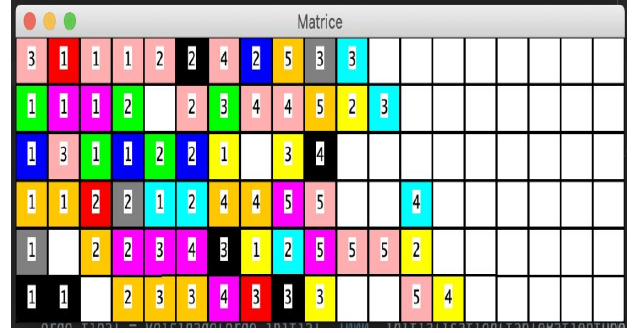 Matrice
3 1 1 1 2 2 4 2 5 3 3
1 1 1 2 2 3 4 4 5 2 3
1 3 1 1 2 2 1 3 4
1 1 2 2 1 2 4 4 5 5 4
1 2 2 3 4 3 1 2 5 5 5 2
1 1 2 3 3 4 3 3 3 5 4